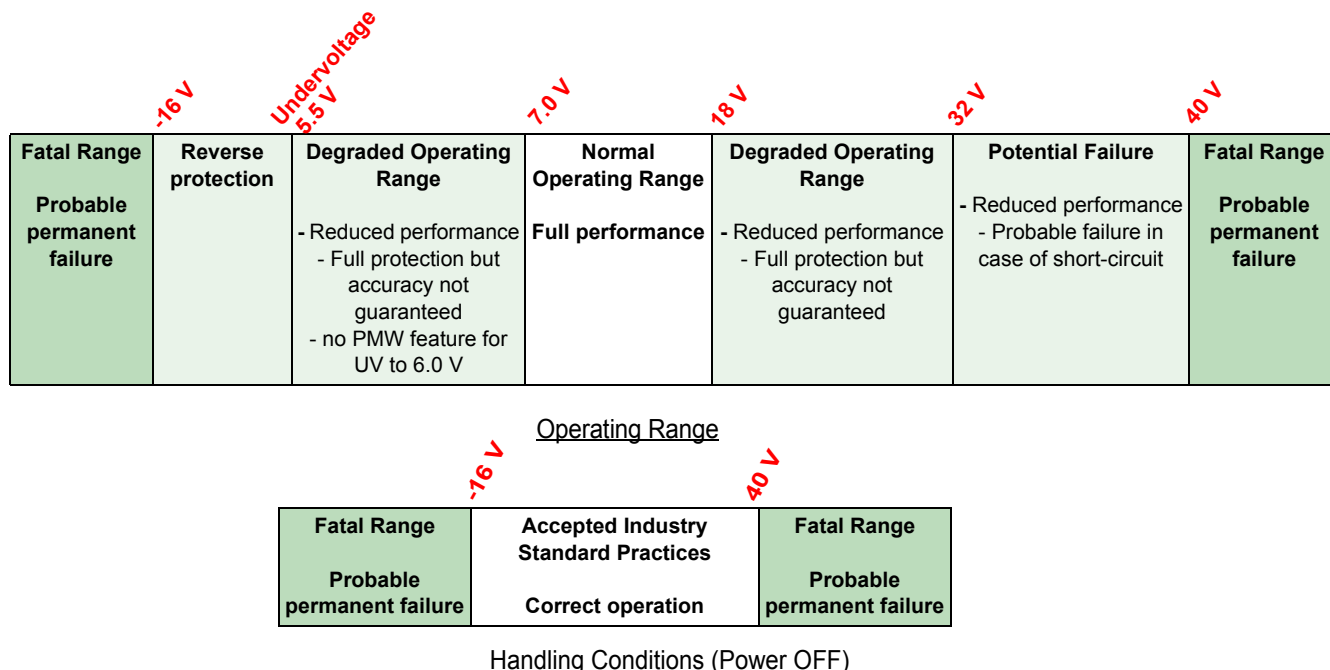 -16 V
Undervoltage
5.5 V
7.0 V
18 V
32 V
40 V
Fatal Range
Probable
permanent
failure
Reverse
protection
Degraded Operating
Range
- Reduced performance
- Full protection but
accuracy not
guaranteed
- no PMW feature for
UV to 6.0 V
Normal
Operating Range
Full performance
Degraded Operating
Range
- Reduced performance
- Full protection but
accuracy not
guaranteed
Potential Failure
- Reduced performance
- Probable failure in
case of short-circuit
Fatal Range
Probable
permanent
failure
Operating Range
-16 V
40 V
Fatal Range
Probable
permanent failure
Accepted Industry
Standard Practices
Correct operation
Fatal Range
Probable
permanent failure
Handling Conditions (Power OFF)